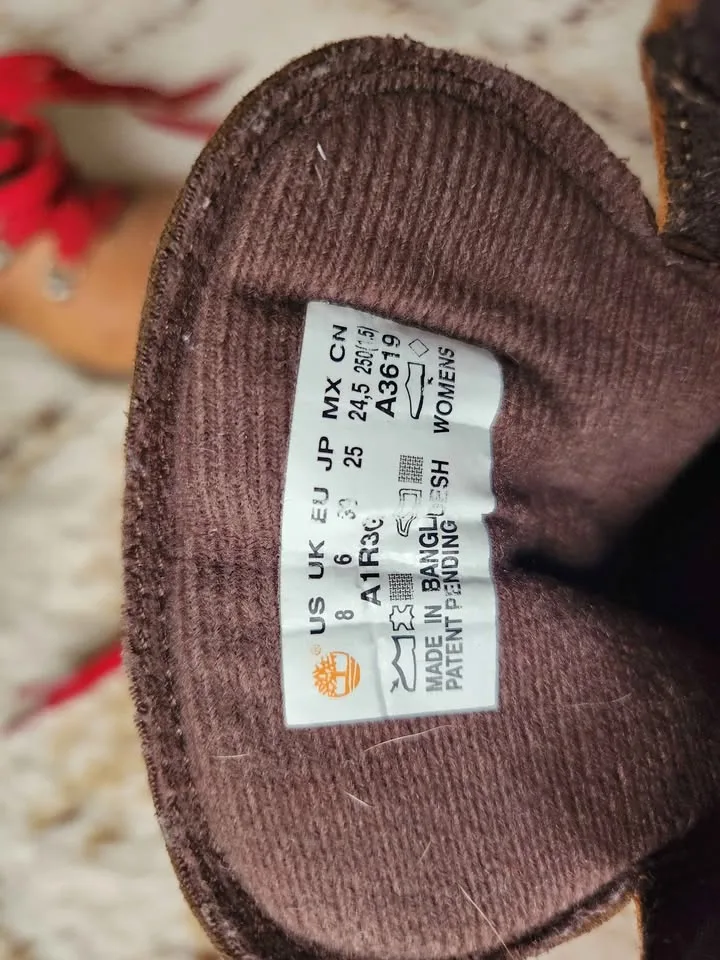 ® US UK EU JP MX CN
8 6 39 25 24,5 250(1.5)
A3619
MADE IN BANGLADESH WOMENS
PATENT PENDING